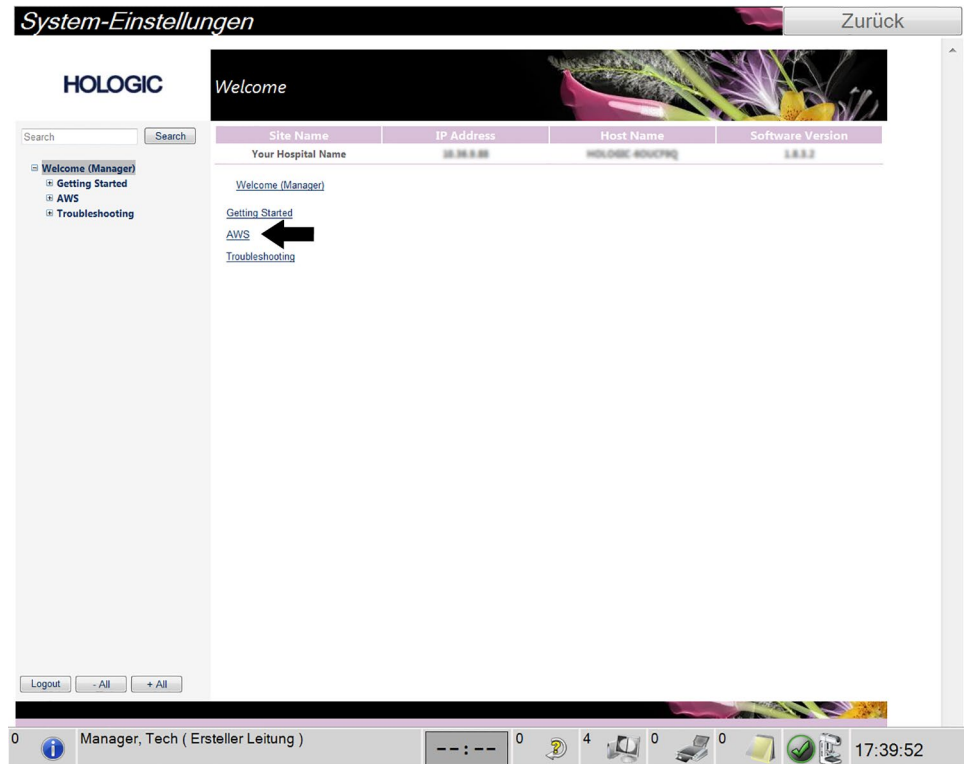 System-Einstellungen
Zurück
HOLOGIC
Welcome
Search
Search
Site Name IP Address Host Name Software Version
Your Hospital Name
Welcome (Manager)
Getting Started
AWS
Troubleshooting
Welcome (Manager)
Getting Started
AWS
Troubleshooting
Logout - All + All
0 Manager, Tech ( Ersteller Leitung ) --:-- 0 4 0 0 17:39:52